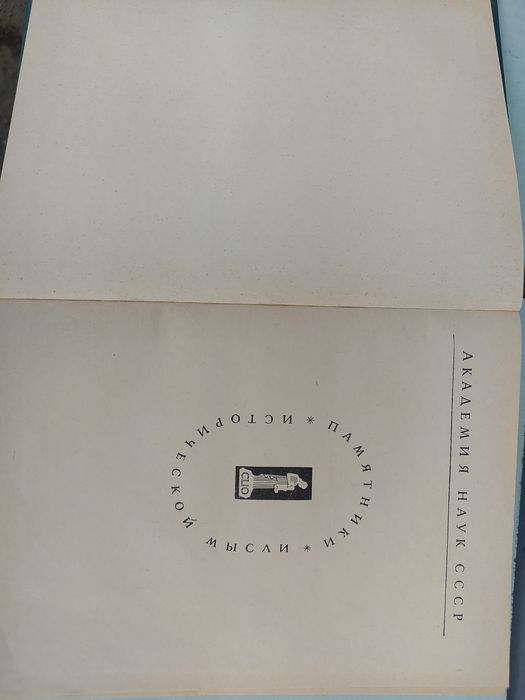 АКАДЕМИЯ НАУК СССР
ПАМЯТНИКИ * ИСТОРИЧЕСКОЙ МЫСЛИ *
CLIO